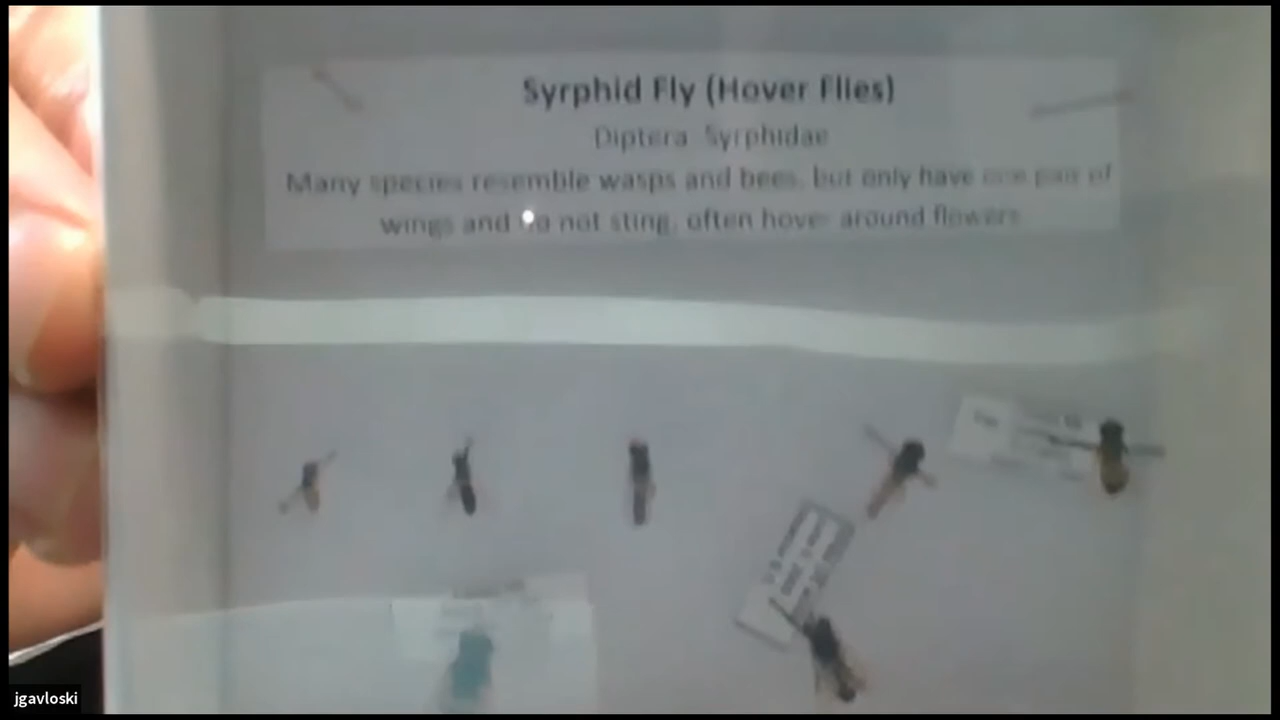 Syrphid Fly (Hover Flies)
Diptera Syrphidae
Many species resemble wasps and bees, but only have one pair of
wings and do not sting, often hover around flowers
jgavloski